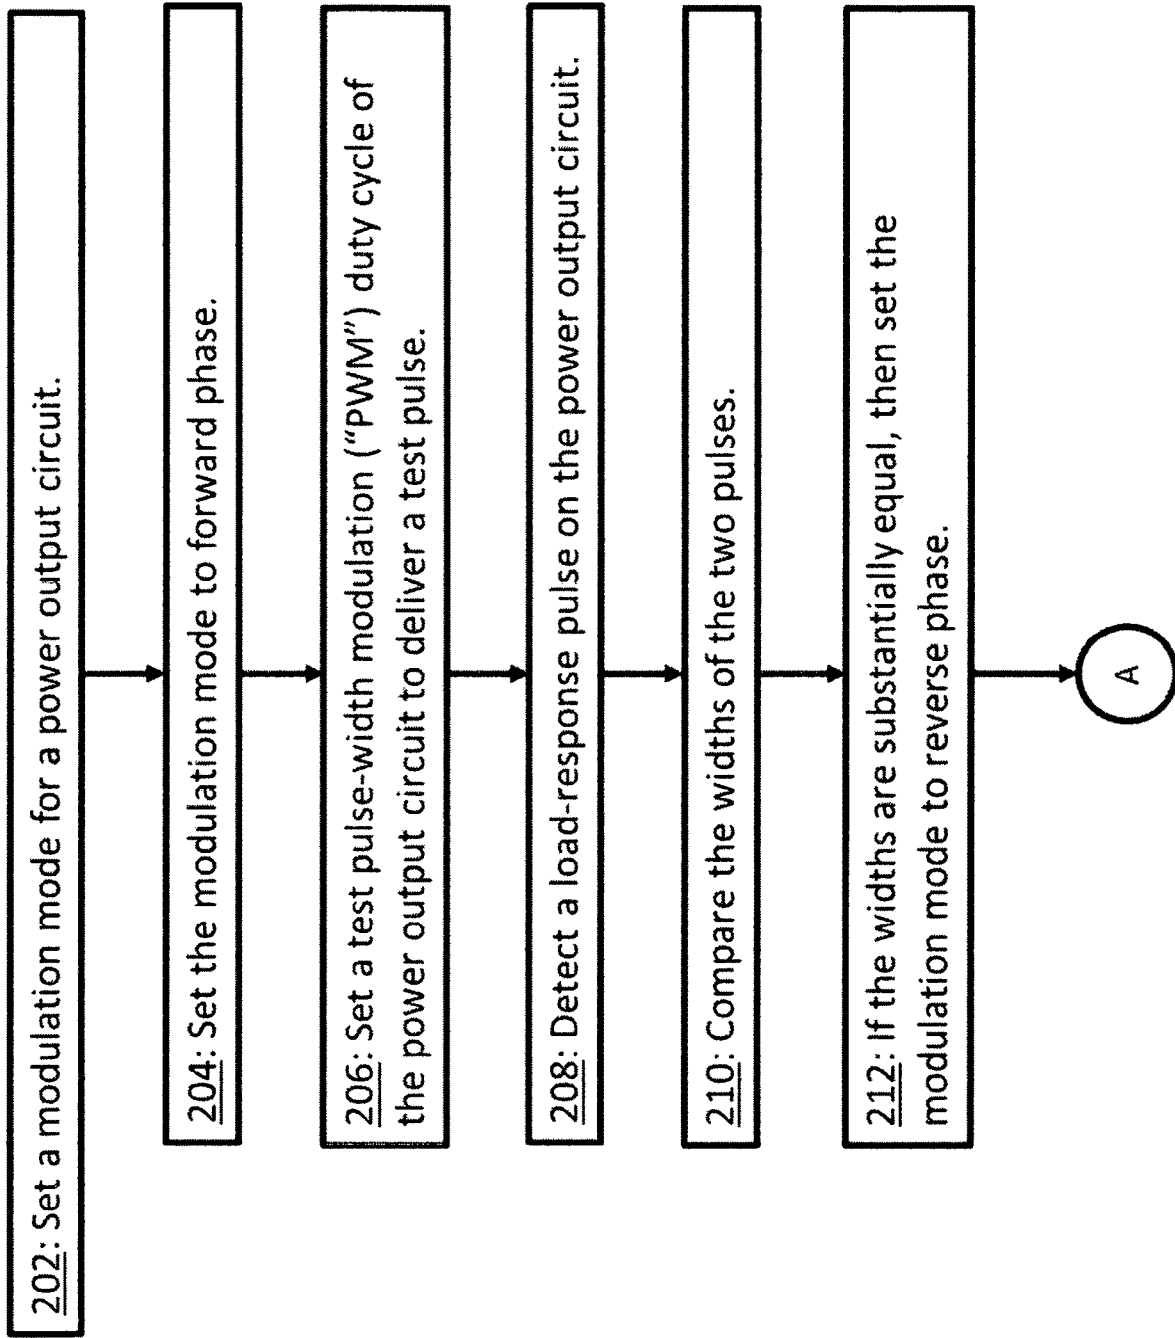 202: Set a modulation mode for a power output circuit.
204: Set the modulation mode to forward phase.
206: Set a test pulse-width modulation (“PWM”) duty cycle of
the power output circuit to deliver a test pulse.
208: Detect a load-response pulse on the power output circuit.
210: Compare the widths of the two pulses.
212: If the widths are substantially equal, then set the
modulation mode to reverse phase.
A